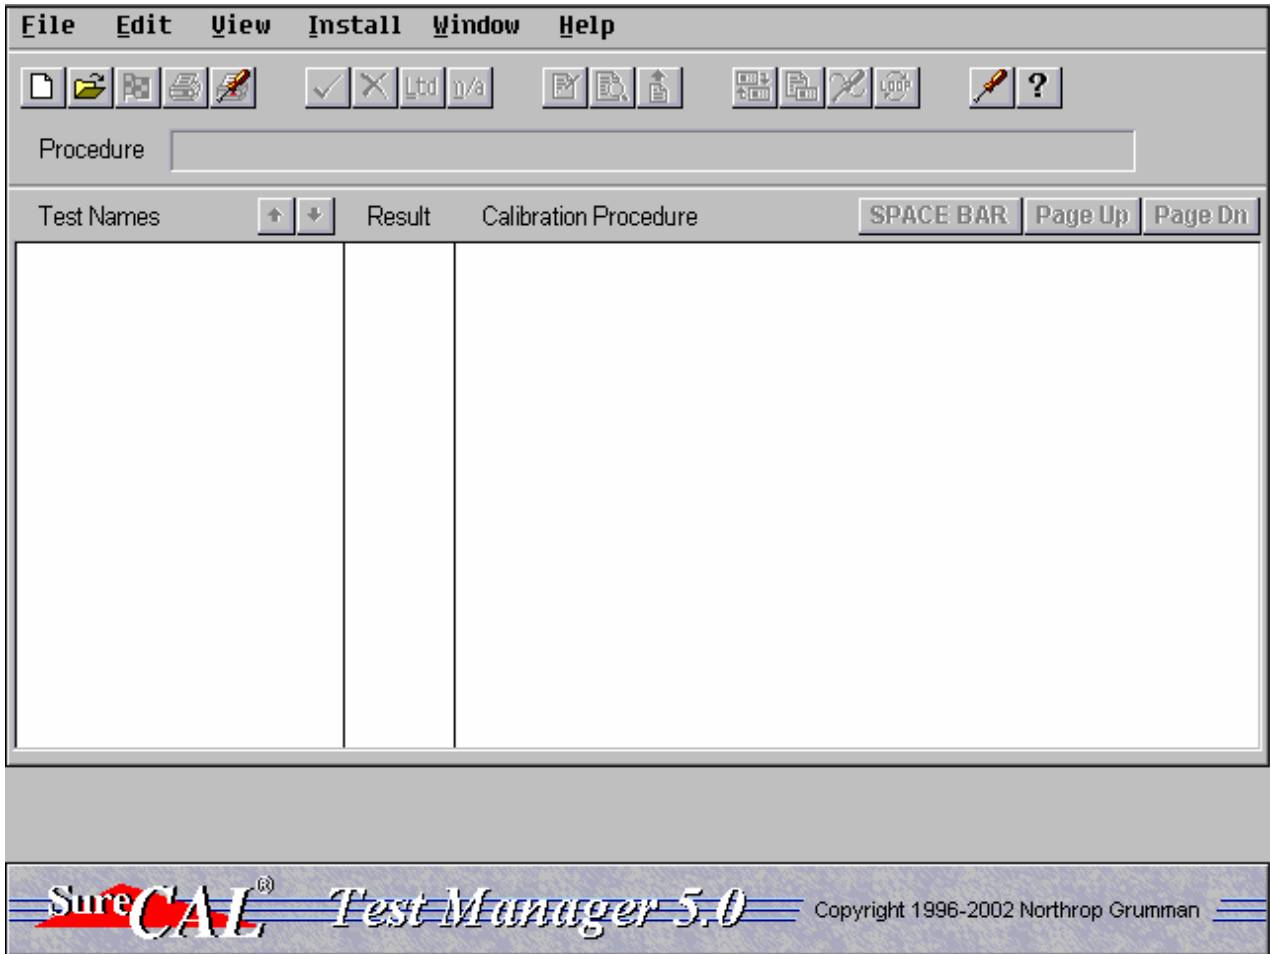 File Edit View Install Window Help
Ltd n/a LOOP ?
Procedure
Test Names Result Calibration Procedure SPACE BAR Page Up Page Dn
SureCAL® Test Manager 5.0 Copyright 1996-2002 Northrop Grumman